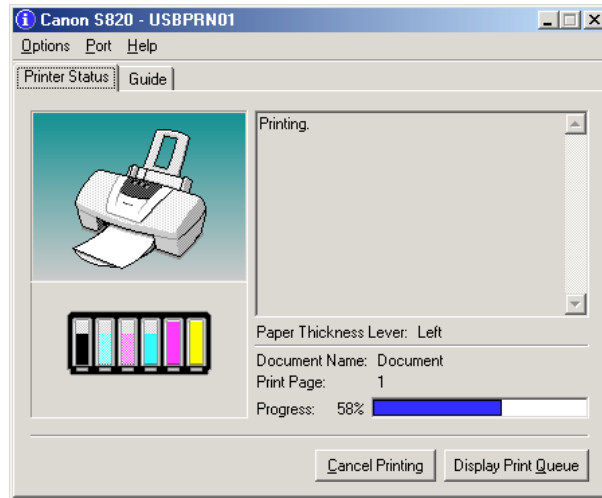 Canon S820 - USBPRN01
Options Port Help
Printer Status Guide
Printing.
Paper Thickness Lever: Left
Document Name: Document
Print Page: 1
Progress: 58%
Cancel Printing Display Print Queue